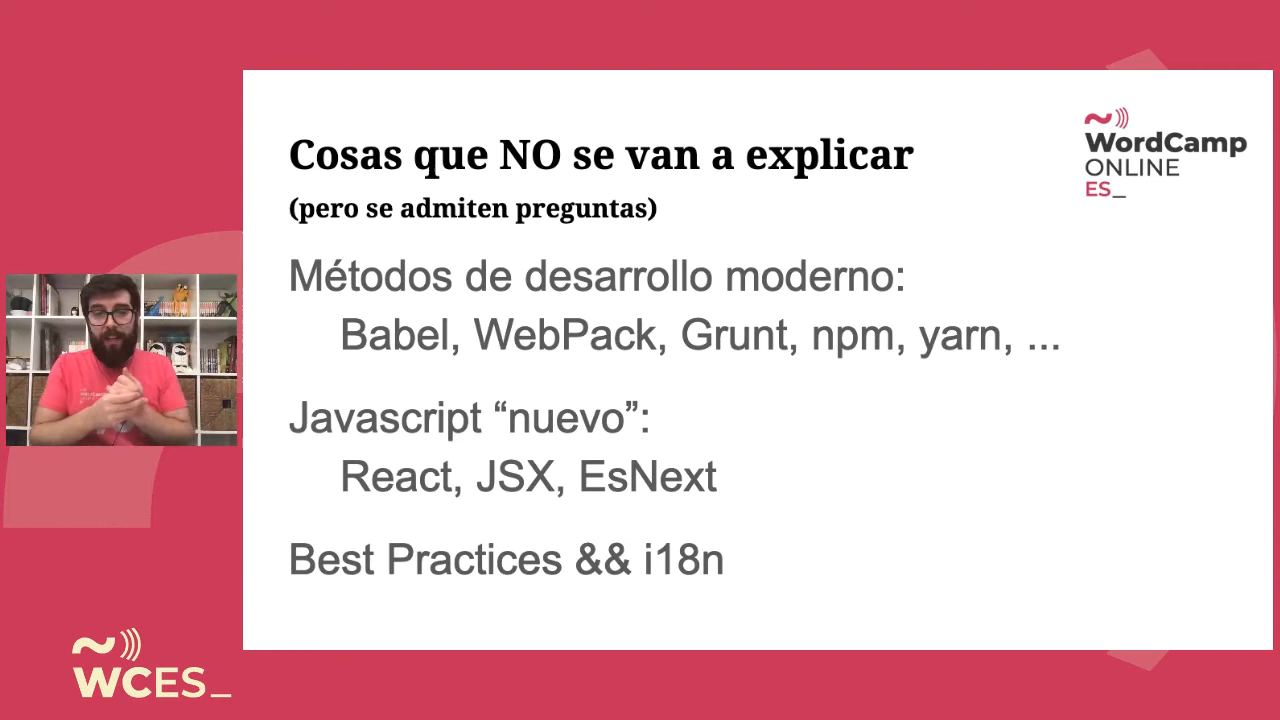 Cosas que NO se van a explicar
(pero se admiten preguntas)
Métodos de desarrollo moderno:
Babel, WebPack, Grunt, npm, yarn, ...
Javascript “nuevo”:
React, JSX, EsNext
Best Practices && i18n
WordCamp
ONLINE
ES_
WCES_